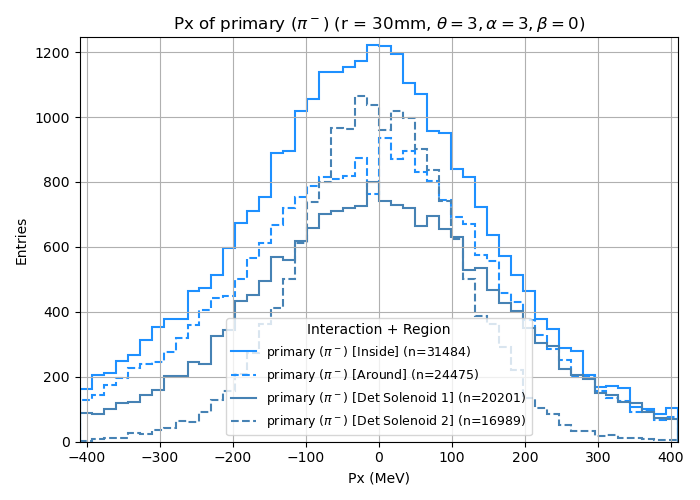 Px of primary (π⁻) (r = 30mm, θ = 3, α = 3, β = 0)
1200
1000
800
600
400
200
0
Entries
Interaction + Region
primary (π⁻) [Inside] (n=31484)
primary (π⁻) [Around] (n=24475)
primary (π⁻) [Det Solenoid 1] (n=20201)
primary (π⁻) [Det Solenoid 2] (n=16989)
−400 −300 −200 −100 0 100 200 300 400
Px (MeV)